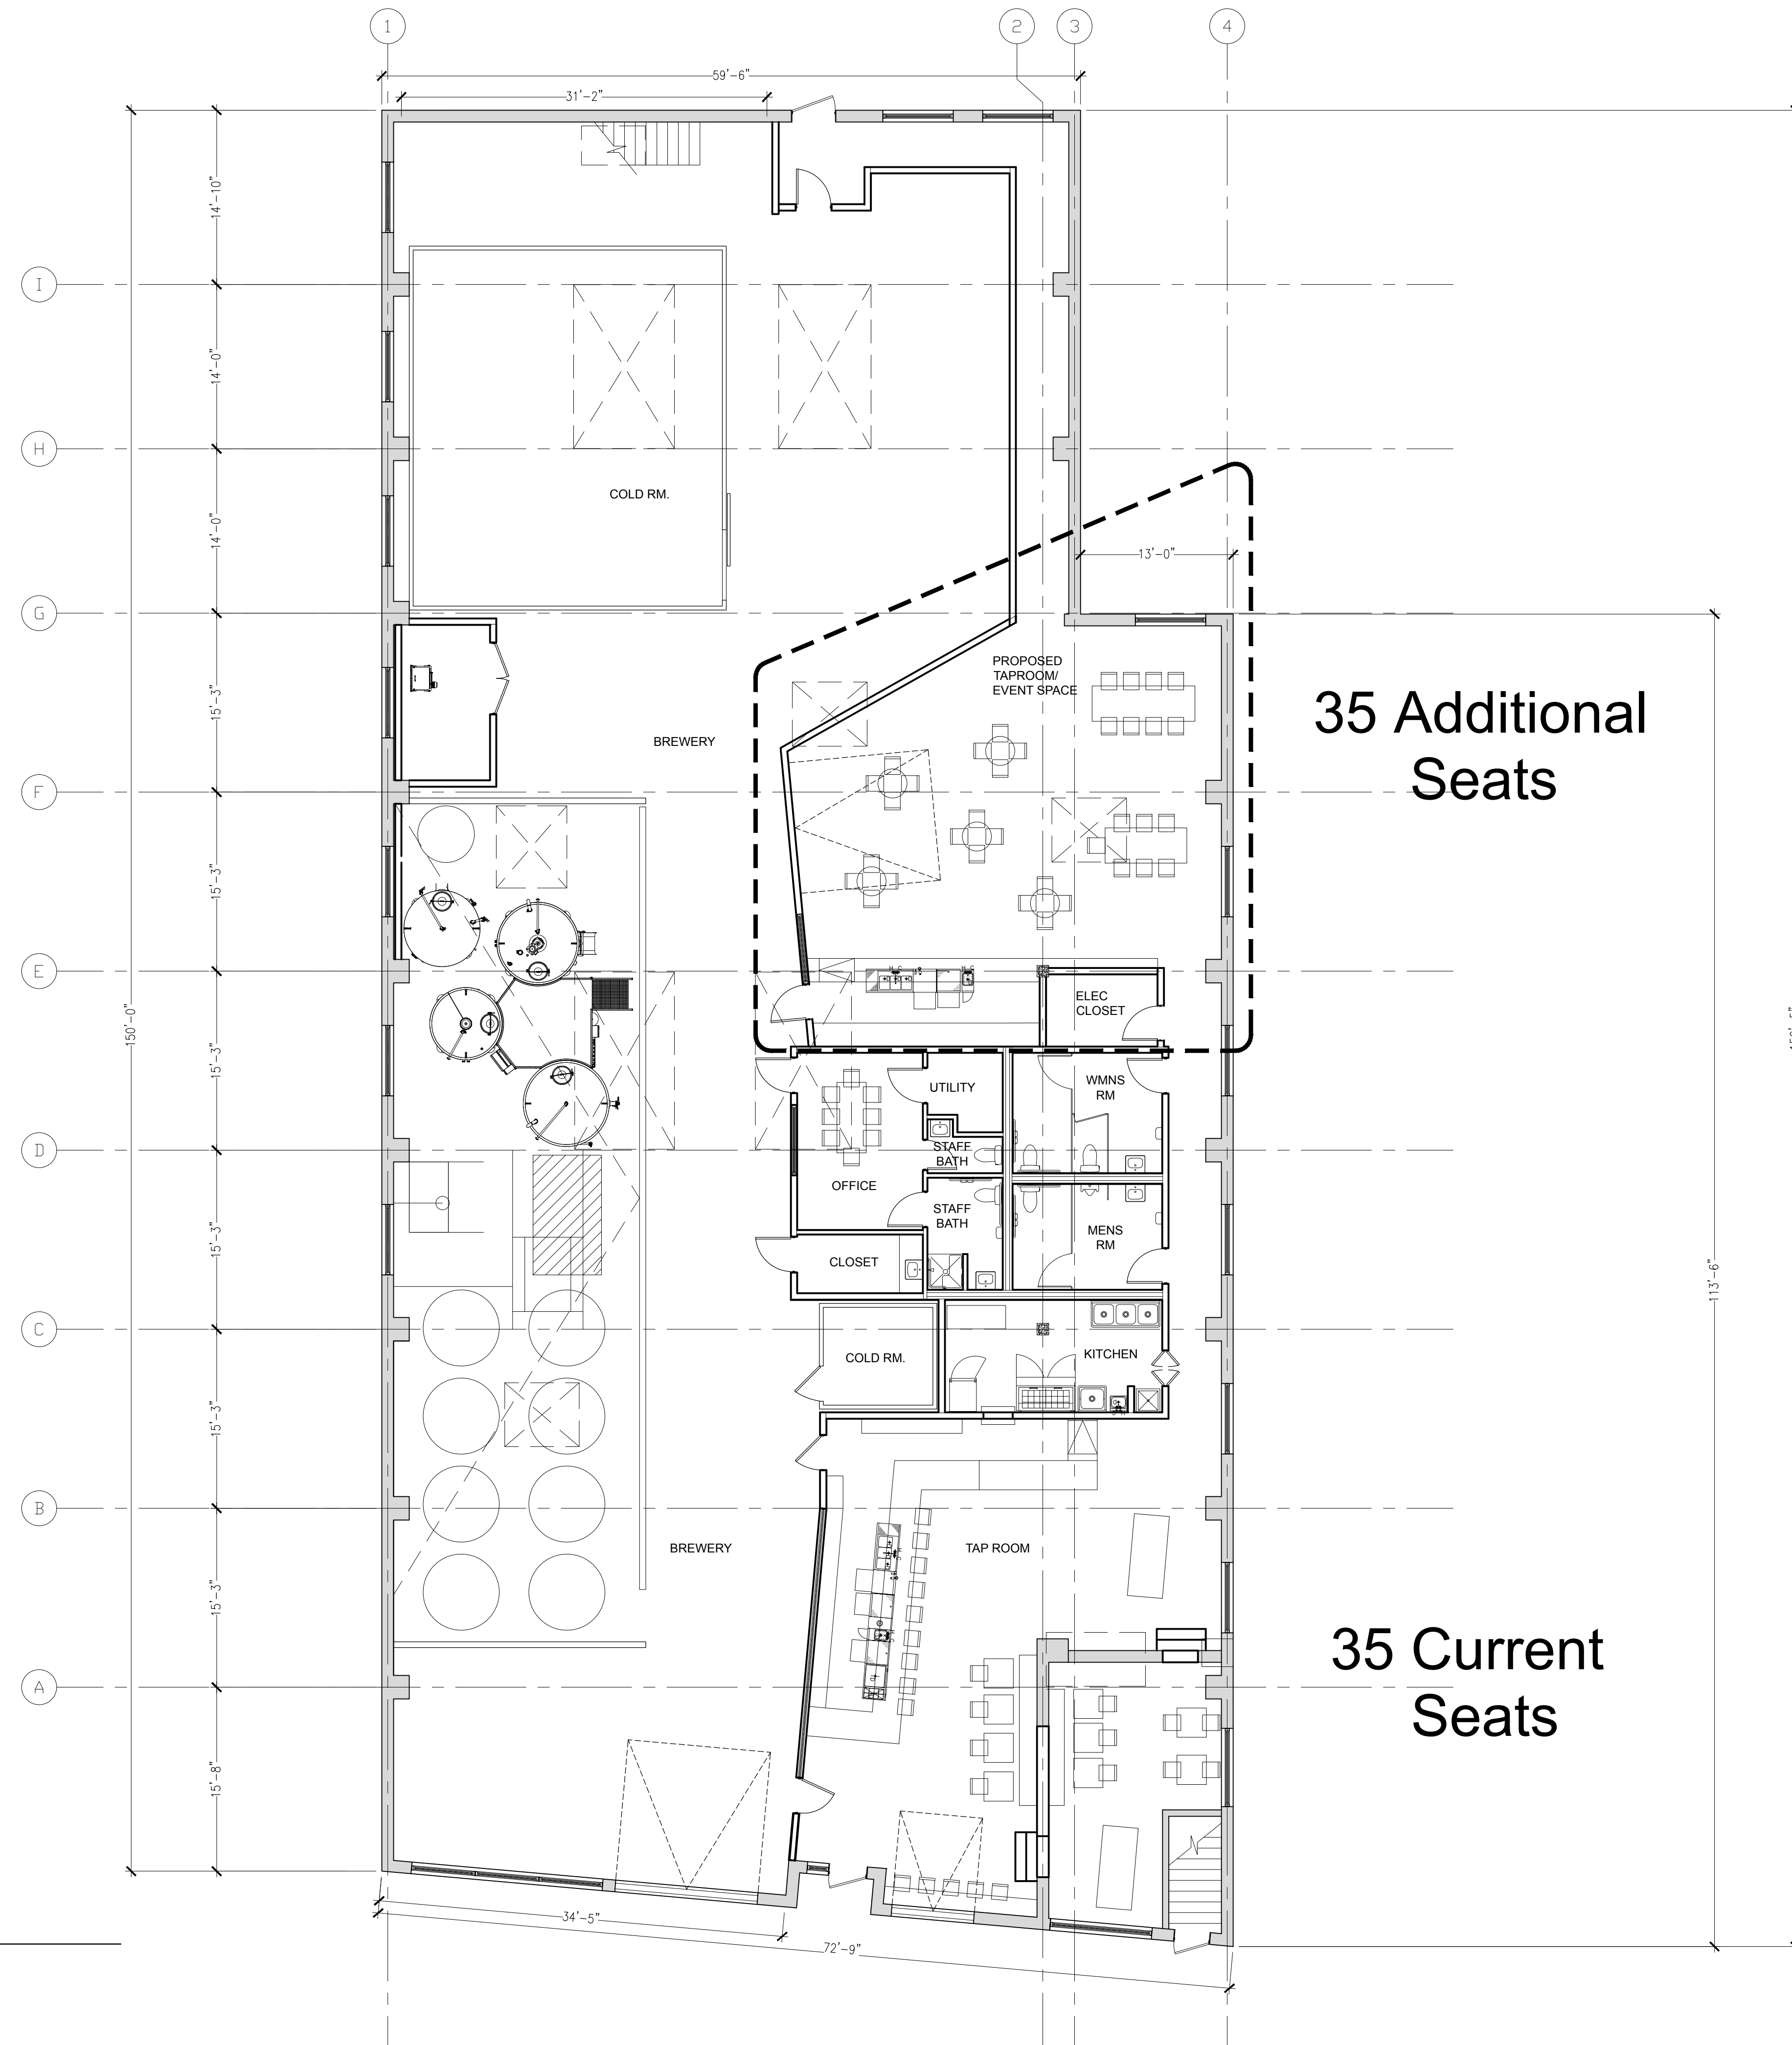 1
2
3
4
59'-6"
31'-2"
14'-10"
I
14'-0"
H
COLD RM.
14'-0"
13'-0"
G
PROPOSED
TAPROOM/
EVENT SPACE
35 Additional
Seats
15'-3"
BREWERY
F
15'-3"
E
H C
H C
ELEC
CLOSET
150'-0"
15'-3"
UTILITY
WMNS
RM
D
STAFF
BATH
OFFICE
15'-3"
STAFF
BATH
MENS
RM
CLOSET
113'-6"
C
COLD RM.
KITCHEN
15'-3"
B
BREWERY
TAP ROOM
15'-3"
35 Current
Seats
A
15'-8"
34'-5"
72'-9"